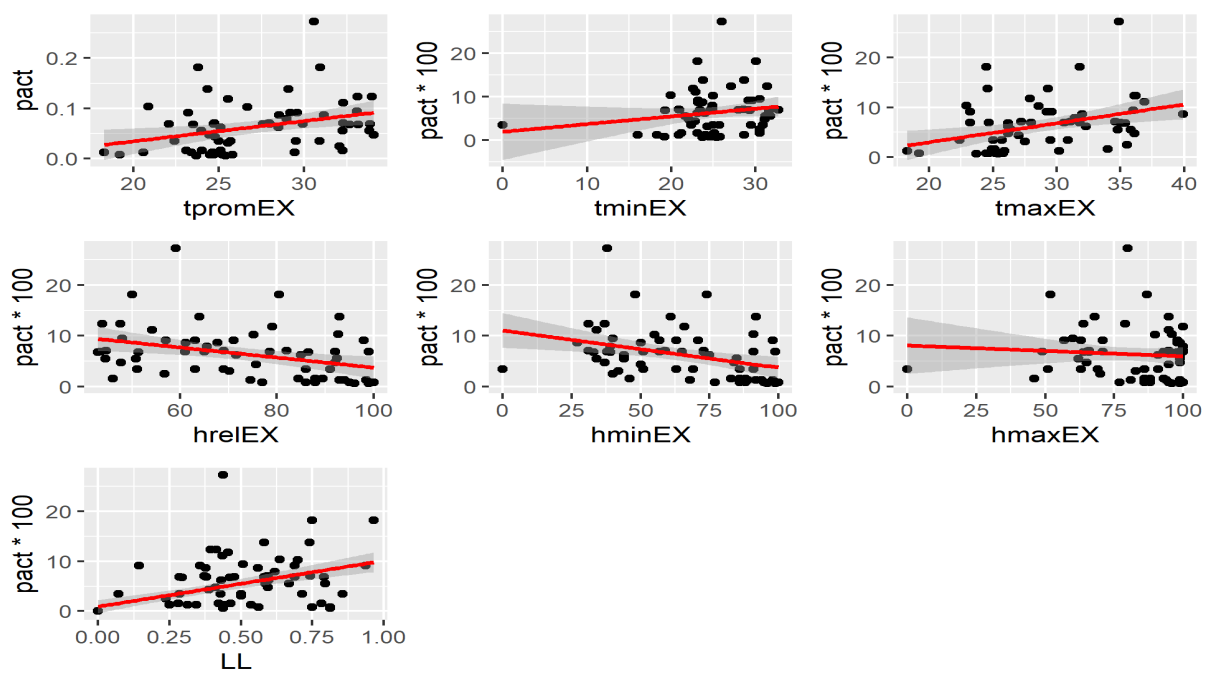 pact
0.2
0.1
0.0
20 25 30
tpromEX
pact * 100
20
10
0
0 10 20 30
tminEX
pact * 100
20
10
0
20 25 30 35 40
tmaxEX
pact * 100
20
10
0
60 80 100
hrelEX
pact * 100
20
10
0
0 25 50 75 100
hminEX
pact * 100
20
10
0
0 25 50 75 100
hmaxEX
pact * 100
20
10
0
0.00 0.25 0.50 0.75 1.00
LL